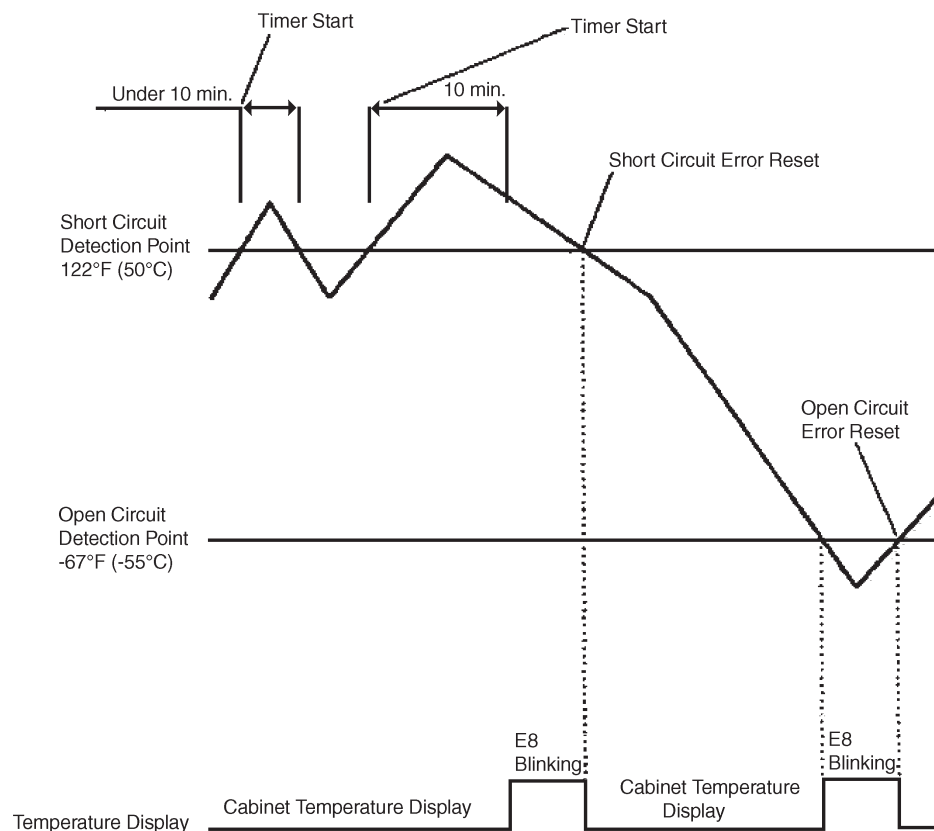 Timer Start
Timer Start
Under 10 min.
10 min.
Short Circuit Error Reset
Short Circuit
Detection Point
122°F (50°C)
Open Circuit
Error Reset
Open Circuit
Detection Point
-67°F (-55°C)
E8
Blinking
E8
Blinking
Cabinet Temperature Display
Cabinet Temperature
Display
Temperature Display